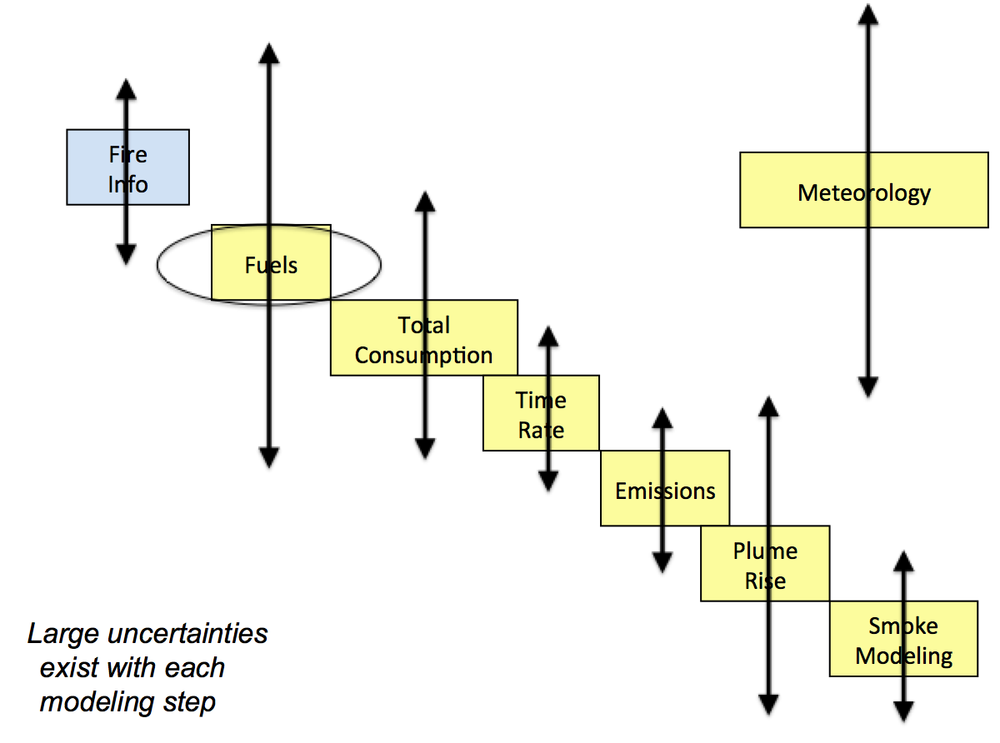 Fire
Info
Meteorology
Fuels
Total
Consumption
Time
Rate
Emissions
Plume
Rise
Smoke
Modeling
Large uncertainties
exist with each
modeling step